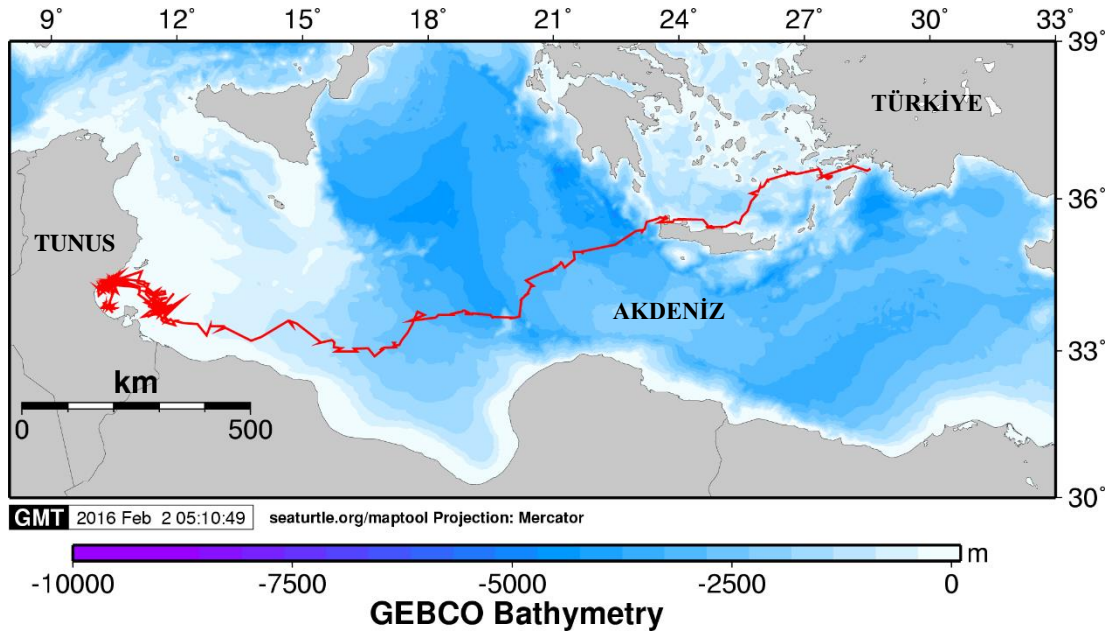 9° 12° 15° 18° 21° 24° 27° 30° 33°
39°
TÜRKİYE
36°
TUNUS
AKDENİZ
33°
km
0 500
30°
GMT 2016 Feb 2 05:10:49 seaturtle.org/maptool Projection: Mercator
m
-10000 -7500 -5000 -2500 0
GEBCO Bathymetry